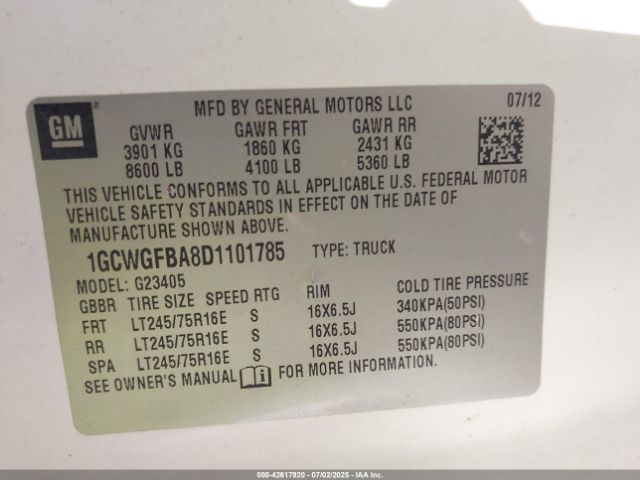 GM
MFD BY GENERAL MOTORS LLC 07/12
GVWR GAWR FRT GAWR RR
3901 KG 1860 KG 2431 KG
8600 LB 4100 LB 5360 LB
THIS VEHICLE CONFORMS TO ALL APPLICABLE U.S. FEDERAL MOTOR
VEHICLE SAFETY STANDARDS IN EFFECT ON THE DATE OF
MANUFACTURE SHOWN ABOVE.
1GCWGFBA8D1101785 TYPE: TRUCK
MODEL: G23405
GBBR TIRE SIZE SPEED RTG RIM COLD TIRE PRESSURE
FRT LT245/75R16E S 16X6.5J 340KPA(50PSI)
RR LT245/75R16E S 16X6.5J 550KPA(80PSI)
SPA LT245/75R16E S 16X6.5J 550KPA(80PSI)
SEE OWNER'S MANUAL FOR MORE INFORMATION.
000-42617920 - 07/02/2025 - IAA Inc.